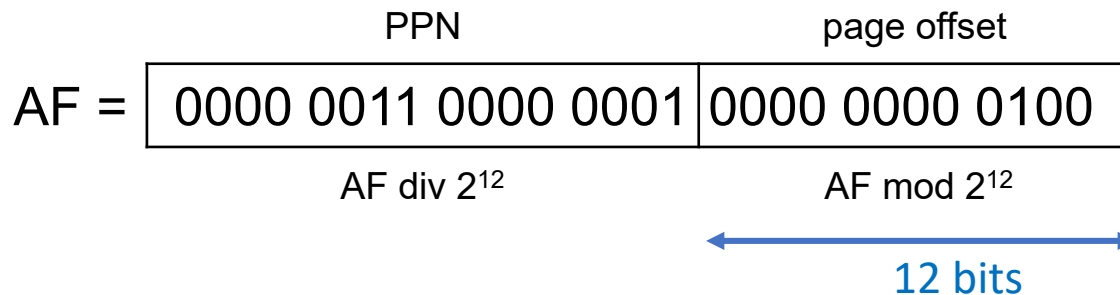 PPN page offset
AF = 0000 0011 0000 0001 0000 0000 0100
AF div 2¹² AF mod 2¹²
12 bits